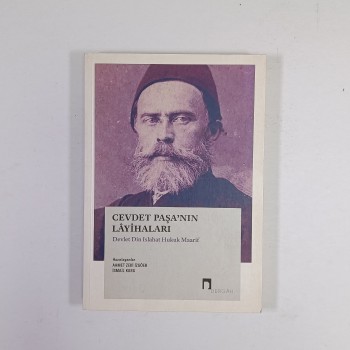 CEVDET PAŞA'NIN
LÂYİHALARI
Devlet Din Islahat Hukuk Maarif
Hazırlayanlar
AHMET ZEKİ İZGÖER
İSMAİL KARA